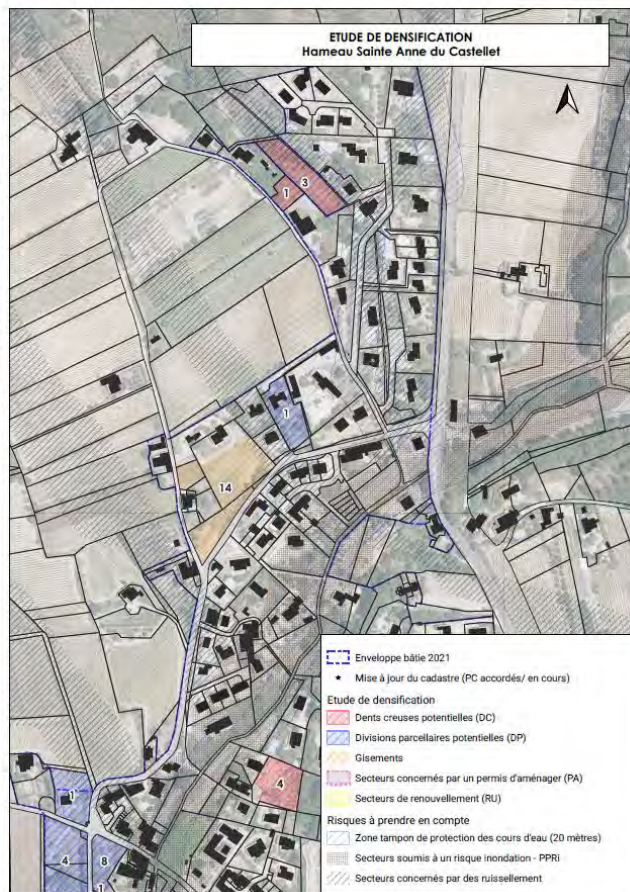 ETUDE DE DENSIFICATION
Hameau Sainte Anne du Castellet
3
1
1
14
4
1
4
8
1
Enveloppe bâtie 2021
Mise à jour du cadastre (PC accordés/ en cours)
Etude de densification
Dents creuses potentielles (DC)
Divisions parcellaires potentielles (DP)
Gisements
Secteurs concernés par un permis d'aménager (PA)
Secteurs de renouvellement (RU)
Risques à prendre en compte
Zone tampon de protection des cours d'eau (20 mètres)
Secteurs soumis à un risque inondation - PPRi
Secteurs concernés par des ruissellement